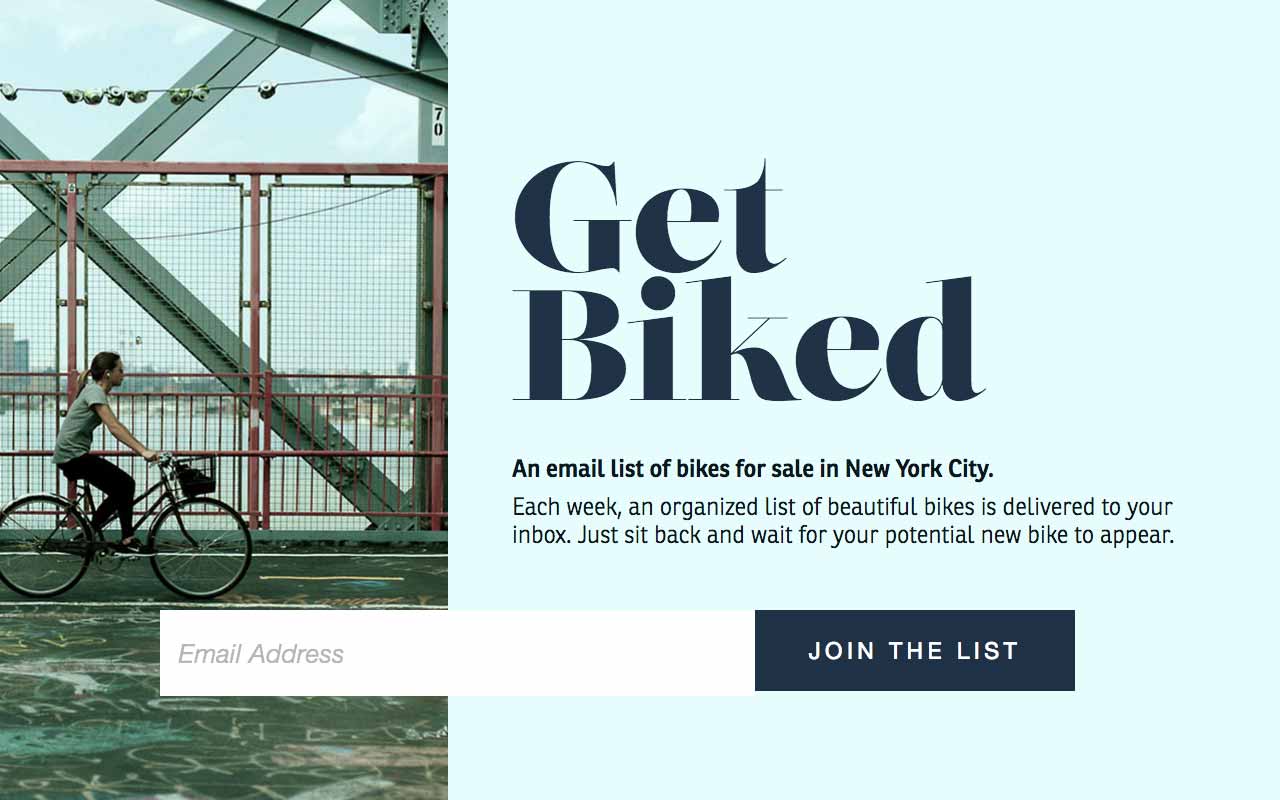 70
Get
Biked
An email list of bikes for sale in New York City.
Each week, an organized list of beautiful bikes is delivered to your
inbox. Just sit back and wait for your potential new bike to appear.
Email Address
JOIN THE LIST